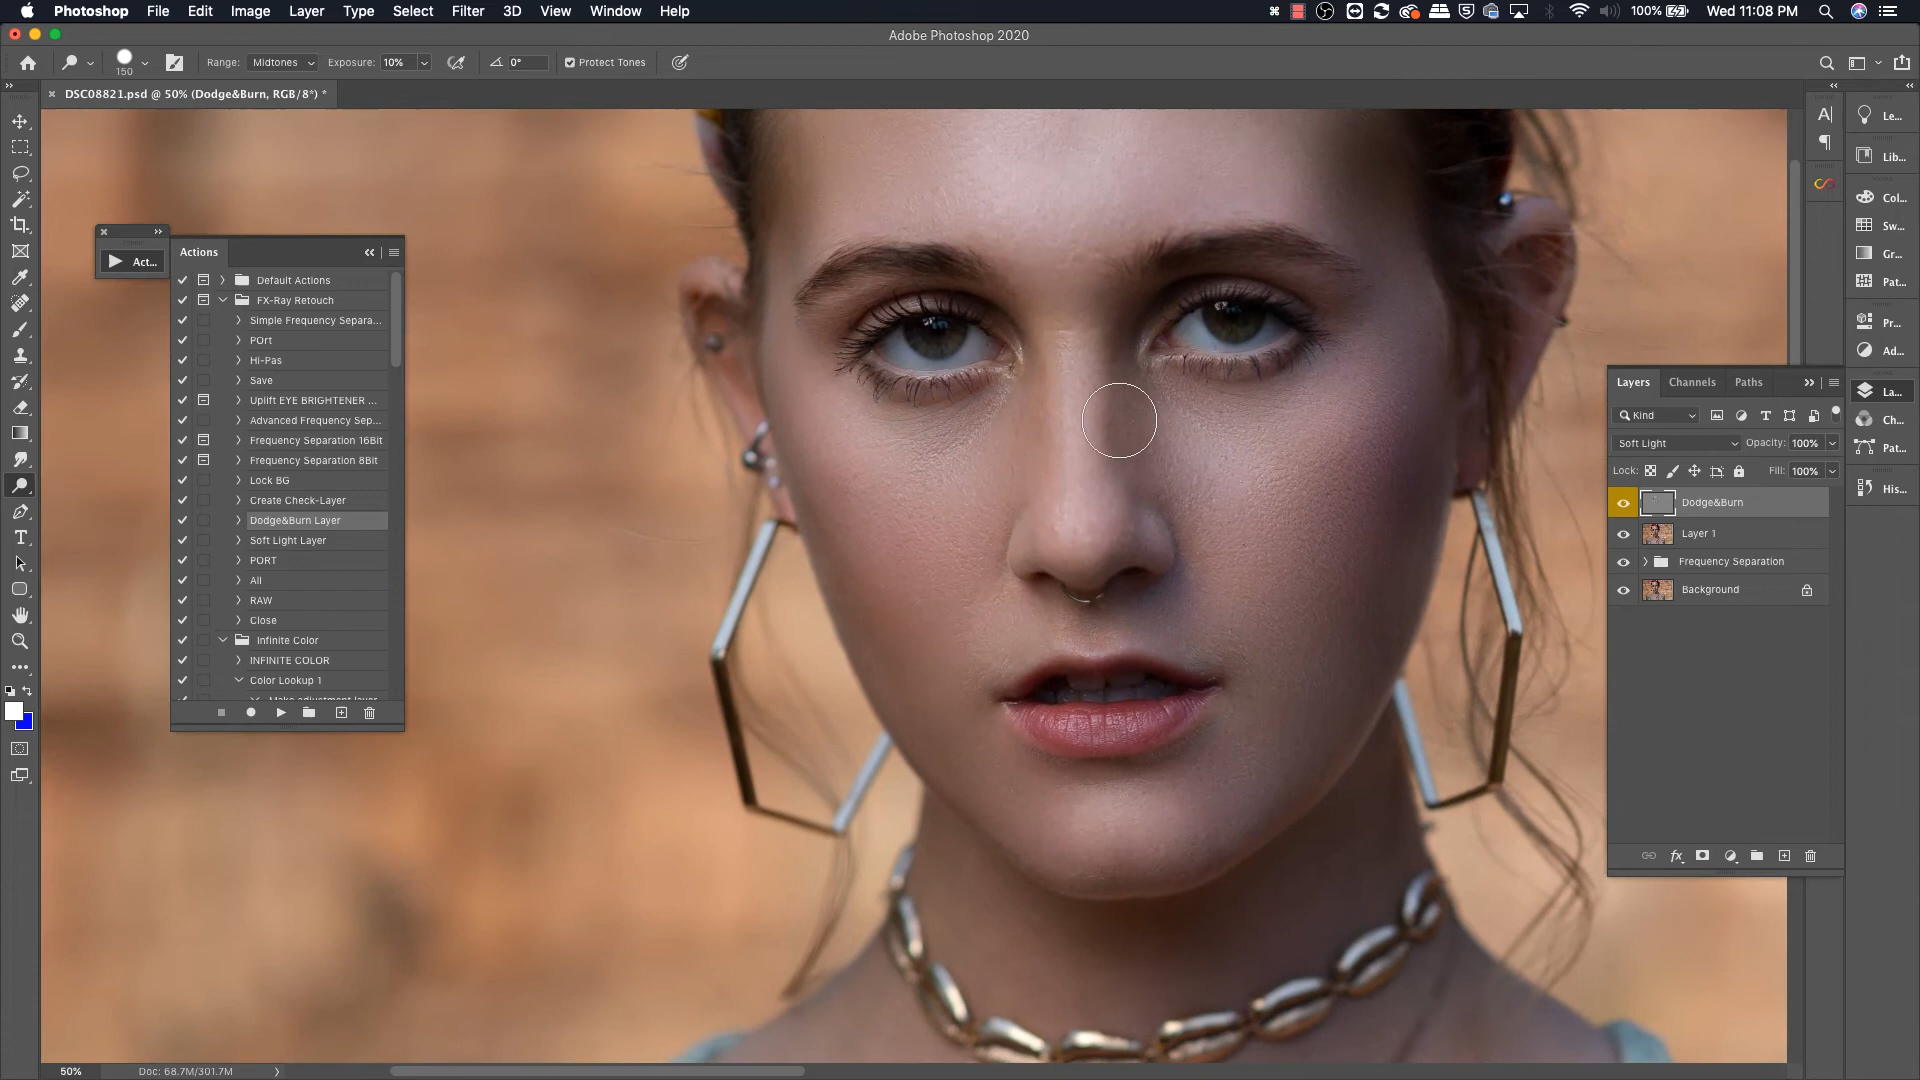 Photoshop File Edit Image Layer Type Select Filter 3D View Window Help 100% Wed 11:08 PM
Adobe Photoshop 2020
150 Range: Midtones Exposure: 10% 0° Protect Tones
DSC08821.psd @ 50% (Dodge&Burn, RGB/8*) *
Act...
Actions
Default Actions
FX-Ray Retouch
Simple Frequency Separa...
POrt
Hi-Pas
Save
Uplift EYE BRIGHTENER ...
Advanced Frequency Sep...
Frequency Separation 16Bit
Frequency Separation 8Bit
Lock BG
Create Check-Layer
Dodge&Burn Layer
Soft Light Layer
PORT
All
RAW
Close
Infinite Color
INFINITE COLOR
Color Lookup 1
Make adjustment layer
Layers Channels Paths
Kind
Soft Light Opacity: 100%
Lock: Fill: 100%
Dodge&Burn
Layer 1
Frequency Separation
Background
Le...
Lib...
Col...
Sw...
Gr...
Pat...
Pr...
Ad...
La...
Ch...
Pat...
His...
50% Doc: 68.7M/301.7M